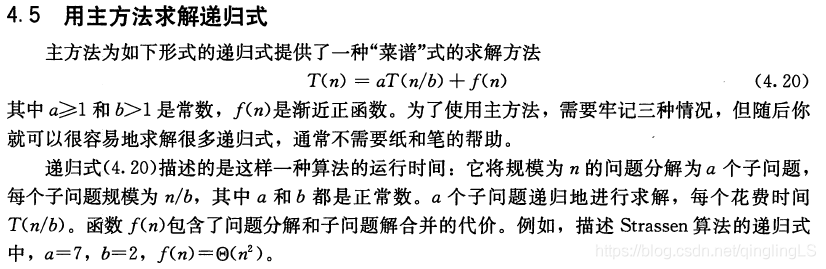 4.5 用主方法求解递归式
主方法为如下形式的递归式提供了一种“菜谱”式的求解方法
T(n) = aT(n/b) + f(n) (4.20)
其中 a≥1 和 b>1 是常数，f(n)是渐近正函数。为了使用主方法，需要牢记三种情况，但随后你
就可以很容易地求解很多递归式，通常不需要纸和笔的帮助。
递归式(4.20)描述的是这样一种算法的运行时间：它将规模为 n 的问题分解为 a 个子问题，
每个子问题规模为 n/b，其中 a 和 b 都是正常数。a 个子问题递归地进行求解，每个花费时间
T(n/b)。函数 f(n)包含了问题分解和子问题解合并的代价。例如，描述 Strassen 算法的递归式
中，a=7，b=2，f(n)=Θ(n²)。
https://blog.csdn.net/qinglingLS